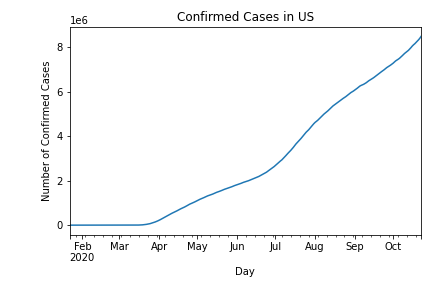 Confirmed Cases in US
1e6
8
6
4
2
0
Number of Confirmed Cases
Feb Mar Apr May Jun Jul Aug Sep Oct
2020
Day